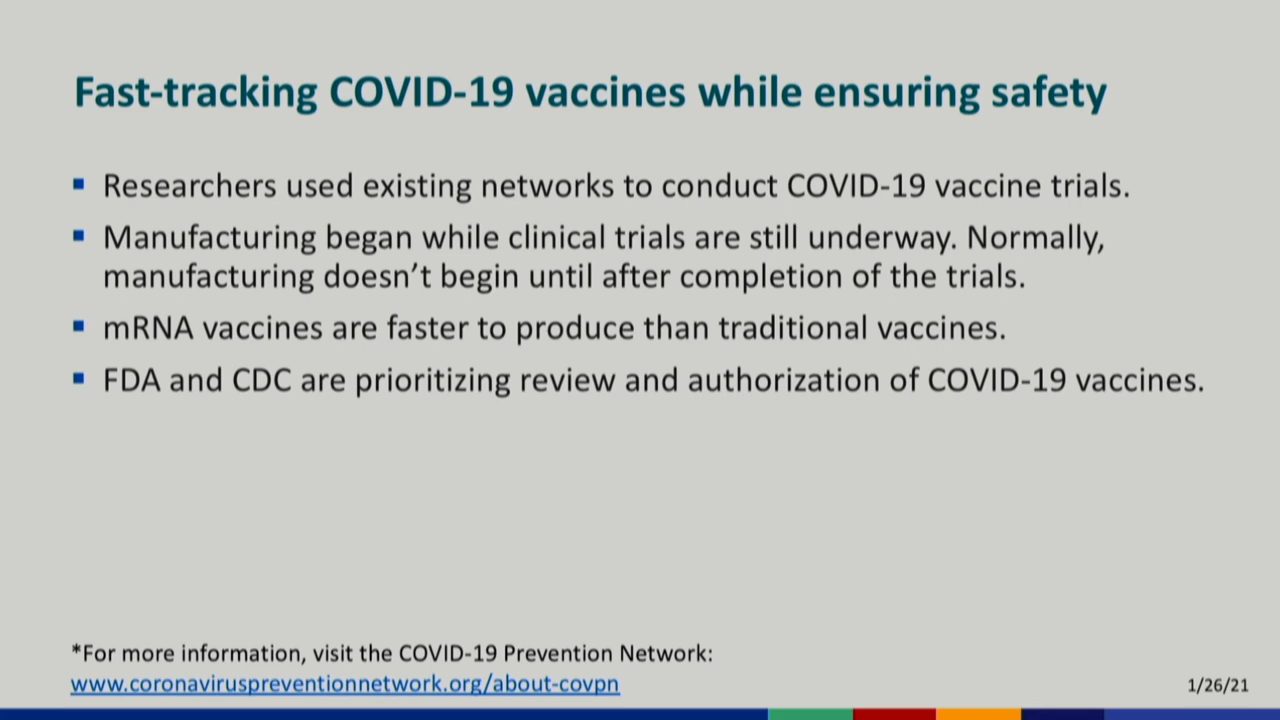 Fast-tracking COVID-19 vaccines while ensuring safety
▪ Researchers used existing networks to conduct COVID-19 vaccine trials.
▪ Manufacturing began while clinical trials are still underway. Normally,
manufacturing doesn’t begin until after completion of the trials.
▪ mRNA vaccines are faster to produce than traditional vaccines.
▪ FDA and CDC are prioritizing review and authorization of COVID-19 vaccines.
*For more information, visit the COVID-19 Prevention Network:
www.coronaviruspreventionnetwork.org/about-covpn
1/26/21